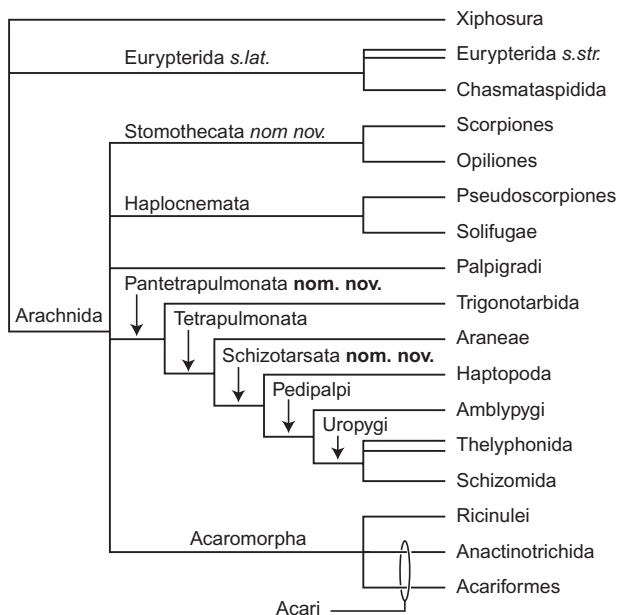 Xiphosura
Eurypterida s.lat.
Eurypterida s.str.
Chasmataspidida
Stomothecata nom nov.
Scorpiones
Opiliones
Haplocnemata
Pseudoscorpiones
Solifugae
Palpigradi
Pantetrapulmonata nom. nov.
Trigonotarbida
Arachnida
Tetrapulmonata
Araneae
Schizotarsata nom. nov.
Haptopoda
Pedipalpi
Amblypygi
Uropygi
Thelyphonida
Schizomida
Ricinulei
Acaromorpha
Anactinotrichida
Acariformes
Acari